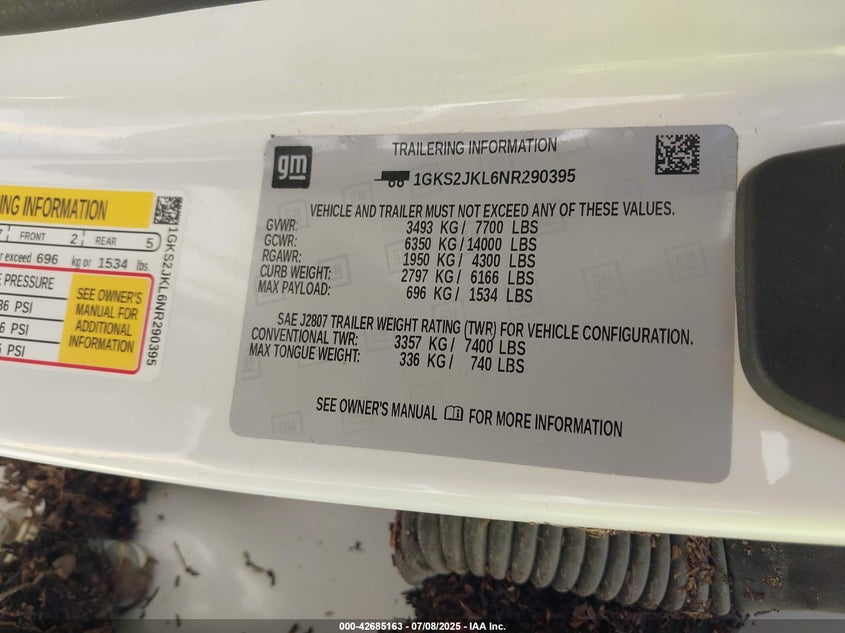 NG INFORMATION
FRONT 2 REAR 5
exceed 696 kg or 1534 lbs.
PRESSURE
36 PSI
6 PSI
PSI
SEE OWNER'S
MANUAL FOR
ADDITIONAL
INFORMATION
1GKS2JKL6NR290395
gm
TRAILERING INFORMATION
1GKS2JKL6NR290395
VEHICLE AND TRAILER MUST NOT EXCEED ANY OF THESE VALUES.
GVWR: 3493 KG/ 7700 LBS
GCWR: 6350 KG/ 14000 LBS
RGAWR: 1950 KG/ 4300 LBS
CURB WEIGHT: 2797 KG/ 6166 LBS
MAX PAYLOAD: 696 KG/ 1534 LBS
SAE J2807 TRAILER WEIGHT RATING (TWR) FOR VEHICLE CONFIGURATION.
CONVENTIONAL TWR: 3357 KG/ 7400 LBS
MAX TONGUE WEIGHT: 336 KG/ 740 LBS
SEE OWNER'S MANUAL FOR MORE INFORMATION
000-42685163 - 07/08/2025 - IAA Inc.